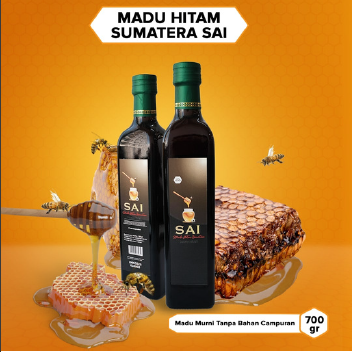 MADU HITAM
SUMATERA SAI
SAI
SAI
Madu Murni Tanpa Bahan Campuran
700
gr